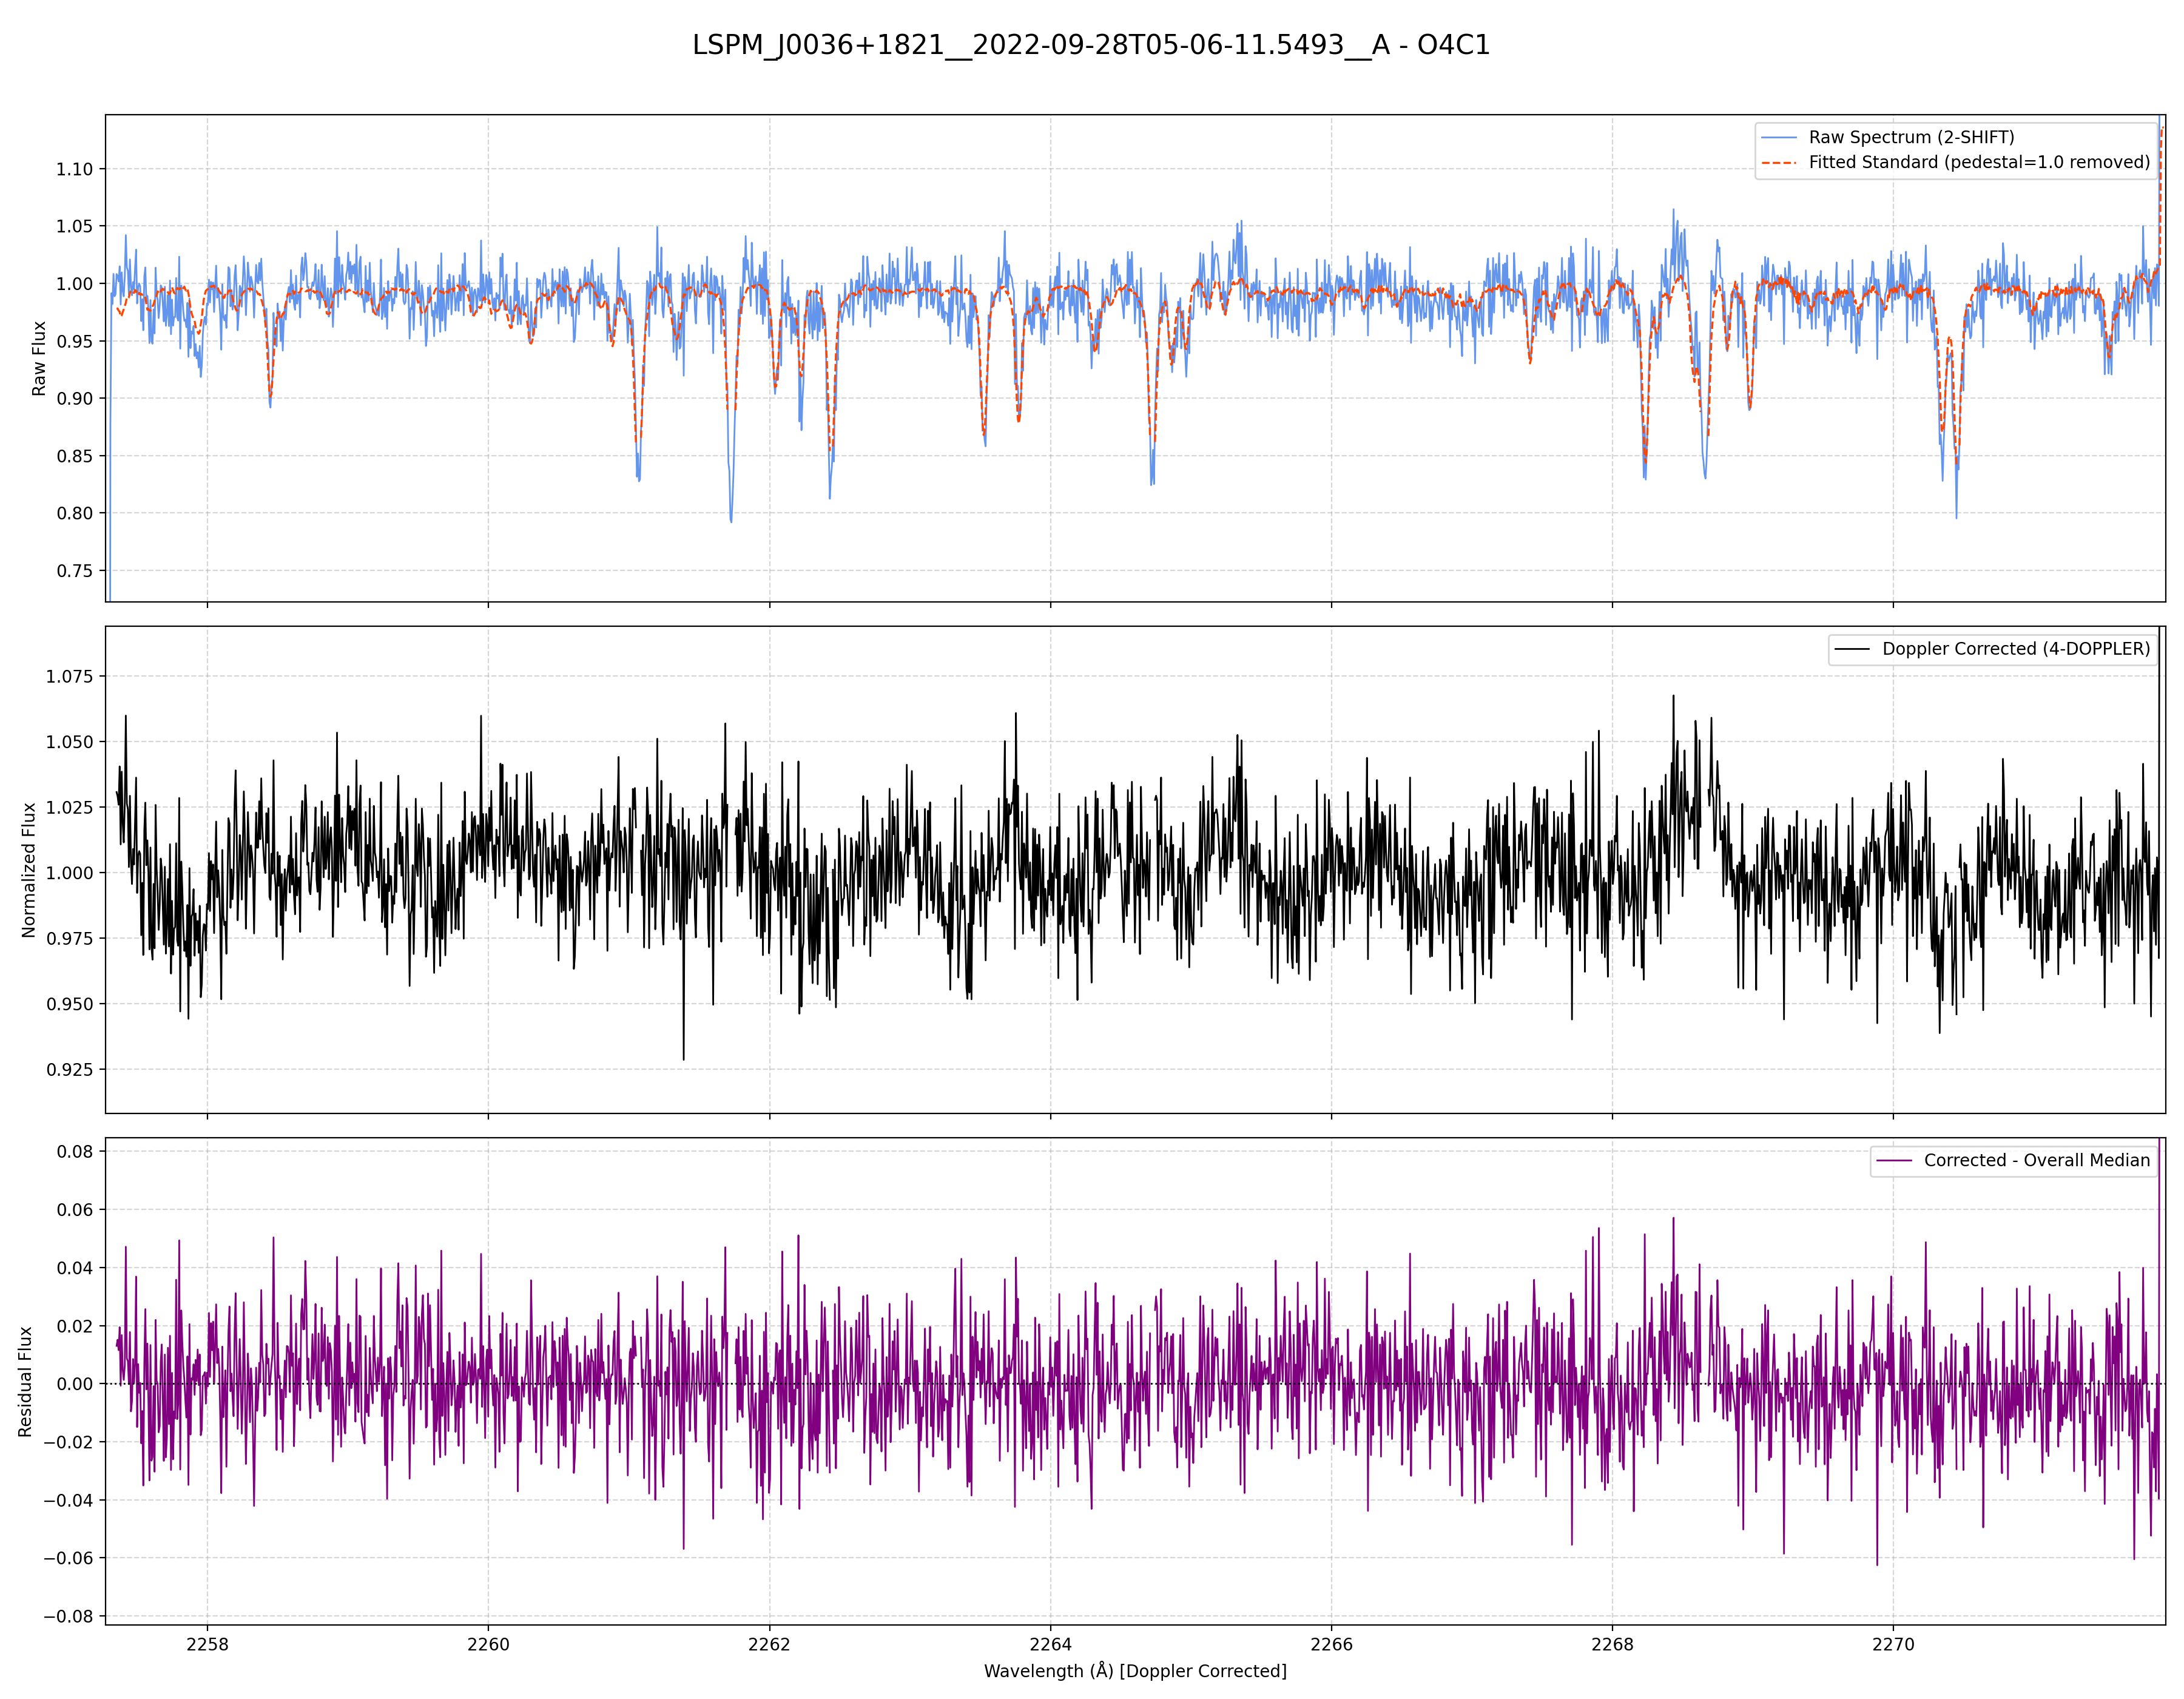 LSPM_J0036+1821__2022-09-28T05-06-11.5493__A - O4C1
Raw Flux
1.10
1.05
1.00
0.95
0.90
0.85
0.80
0.75
Raw Spectrum (2-SHIFT)
Fitted Standard (pedestal=1.0 removed)
Normalized Flux
1.075
1.050
1.025
1.000
0.975
0.950
0.925
Doppler Corrected (4-DOPPLER)
Residual Flux
0.08
0.06
0.04
0.02
0.00
−0.02
−0.04
−0.06
−0.08
Corrected - Overall Median
2258 2260 2262 2264 2266 2268 2270
Wavelength (Å) [Doppler Corrected]